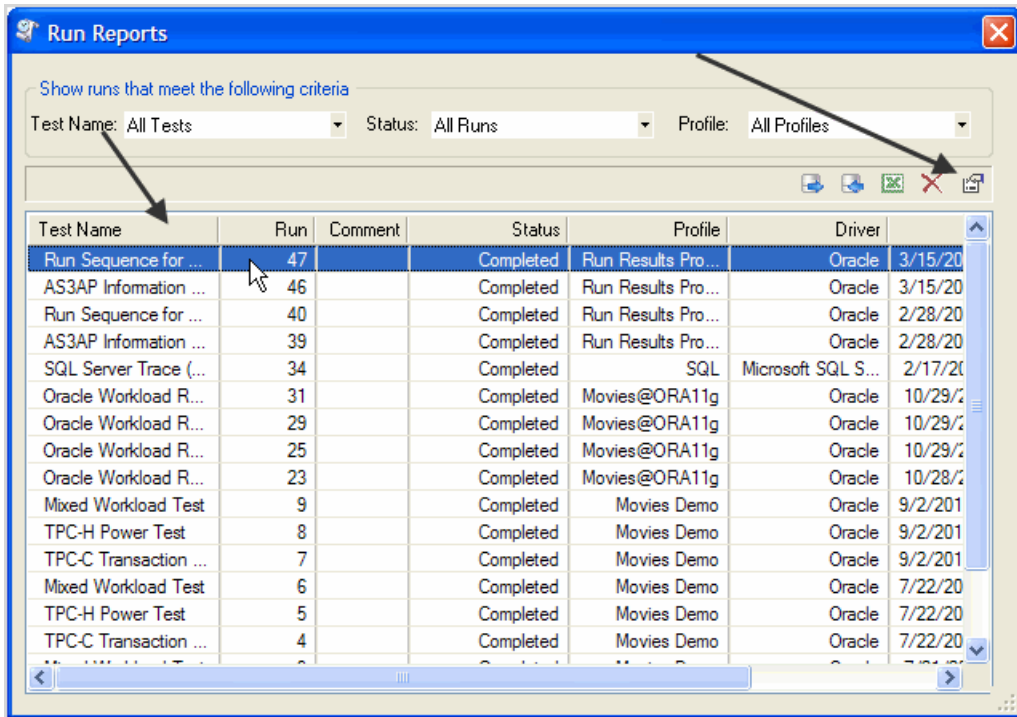 Run Reports
Show runs that meet the following criteria
Test Name: All Tests Status: All Runs Profile: All Profiles
Test Name Run Comment Status Profile Driver
Run Sequence for ... 47 Completed Run Results Pro... Oracle 3/15/20
AS3AP Information ... 46 Completed Run Results Pro... Oracle 3/15/20
Run Sequence for ... 40 Completed Run Results Pro... Oracle 2/28/20
AS3AP Information ... 39 Completed Run Results Pro... Oracle 2/28/20
SQL Server Trace (... 34 Completed SQL Microsoft SQL S... 2/17/20
Oracle Workload R... 31 Completed Movies@ORA11g Oracle 10/29/2
Oracle Workload R... 29 Completed Movies@ORA11g Oracle 10/29/2
Oracle Workload R... 25 Completed Movies@ORA11g Oracle 10/29/2
Oracle Workload R... 23 Completed Movies@ORA11g Oracle 10/28/2
Mixed Workload Test 9 Completed Movies Demo Oracle 9/2/201
TPC-H Power Test 8 Completed Movies Demo Oracle 9/2/201
TPC-C Transaction ... 7 Completed Movies Demo Oracle 9/2/201
Mixed Workload Test 6 Completed Movies Demo Oracle 7/22/20
TPC-H Power Test 5 Completed Movies Demo Oracle 7/22/20
TPC-C Transaction ... 4 Completed Movies Demo Oracle 7/22/20